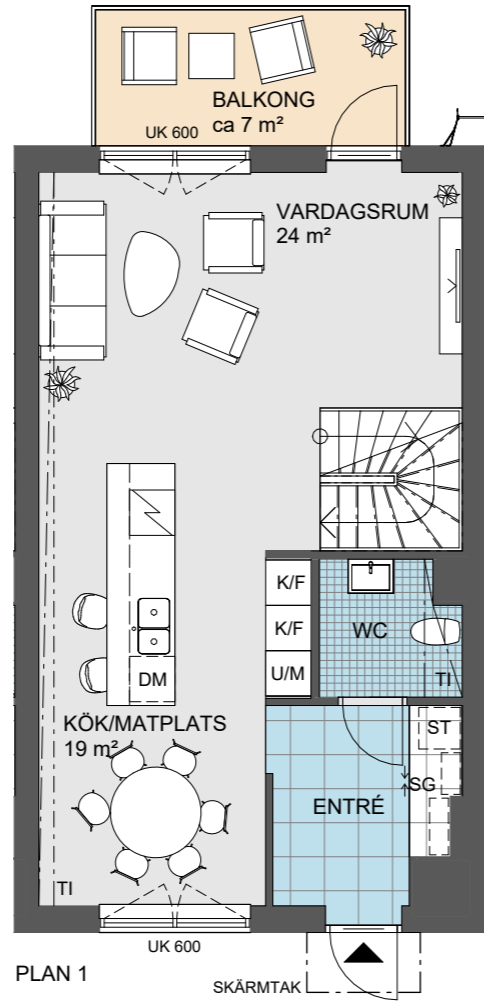 BALKONG
ca 7 m²
UK 600
VARDAGSRUM
24 m²
K/F
K/F
U/M
WC
TI
DM
KÖK/MATPLATS
19 m²
ST
SG
ENTRÉ
TI
UK 600
PLAN 1
SKÄRMTAK